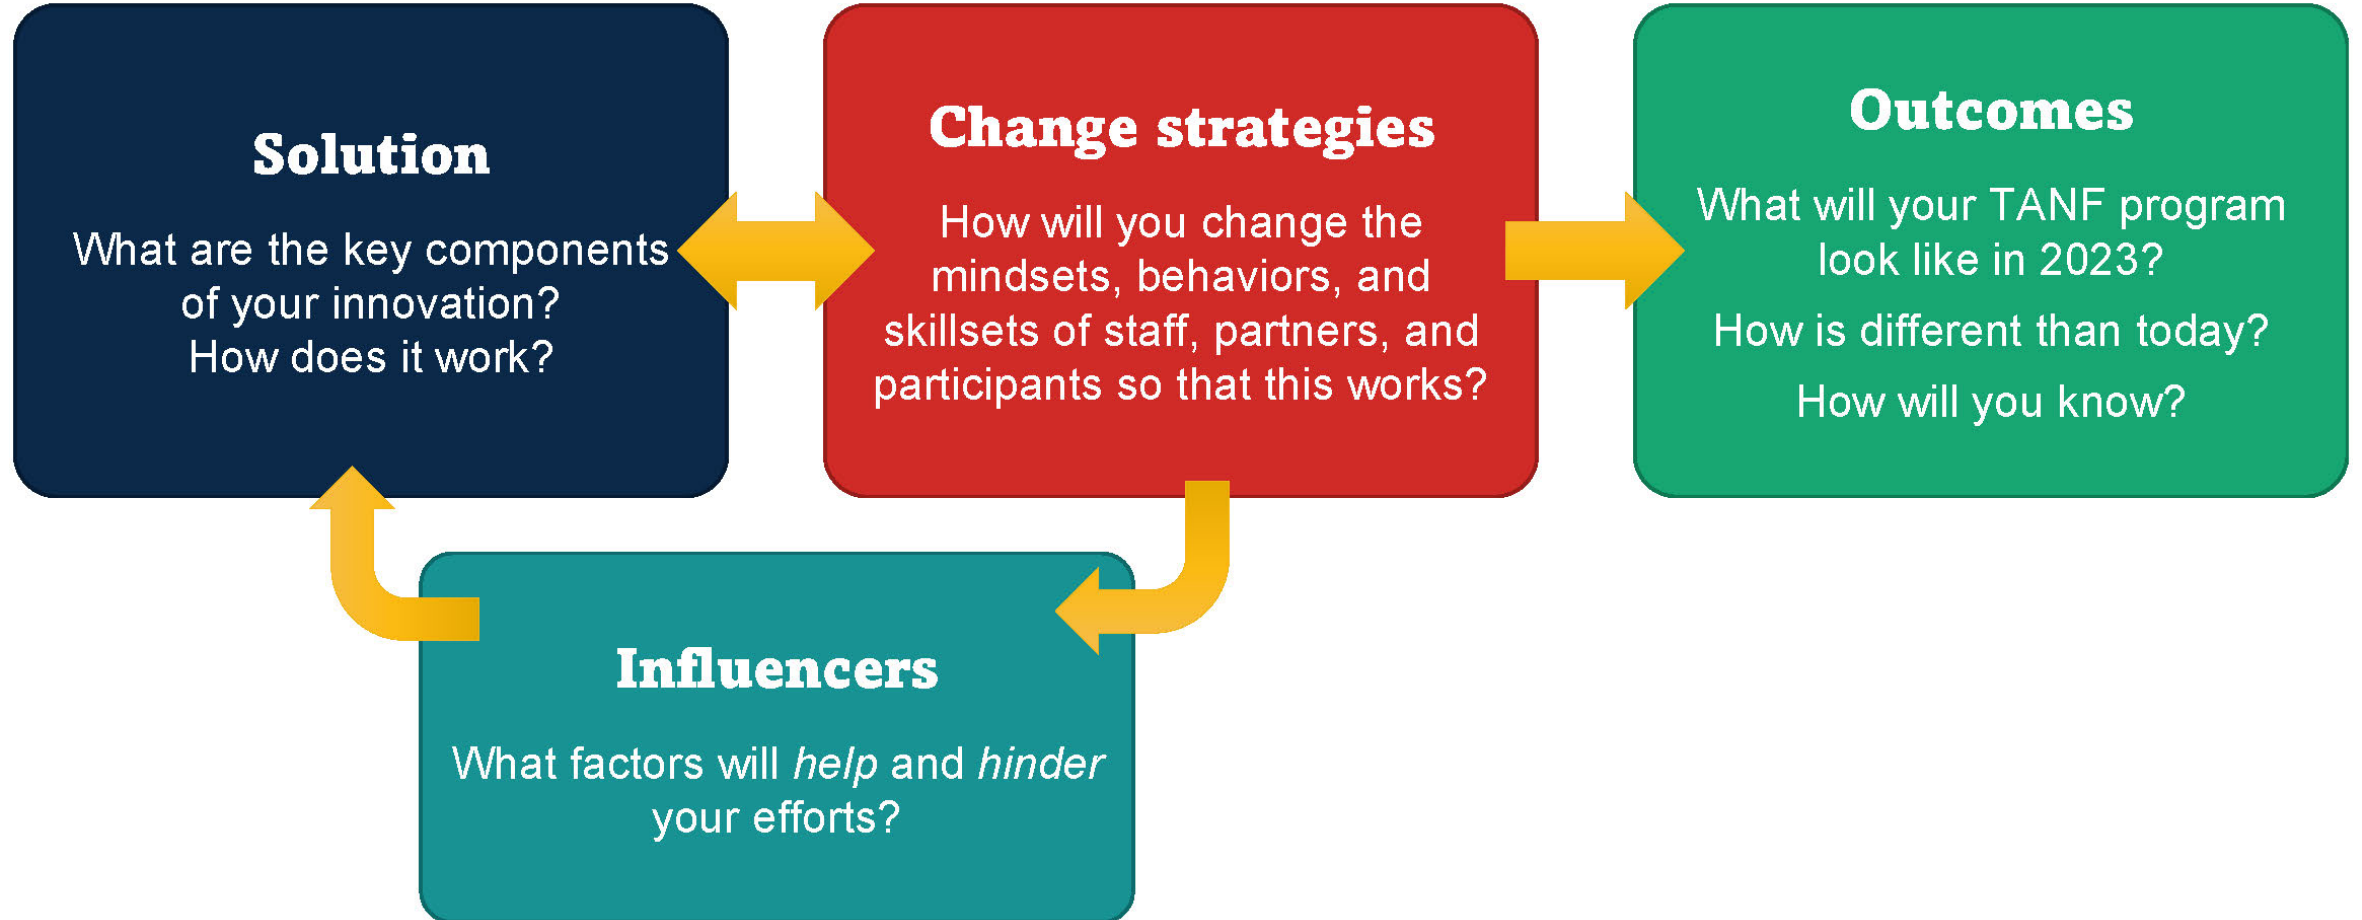 Solution
What are the key components
of your innovation?
How does it work?
Change strategies
How will you change the
mindsets, behaviors, and
skillsets of staff, partners, and
participants so that this works?
Outcomes
What will your TANF program
look like in 2023?
How is different than today?
How will you know?
Influencers
What factors will help and hinder
your efforts?